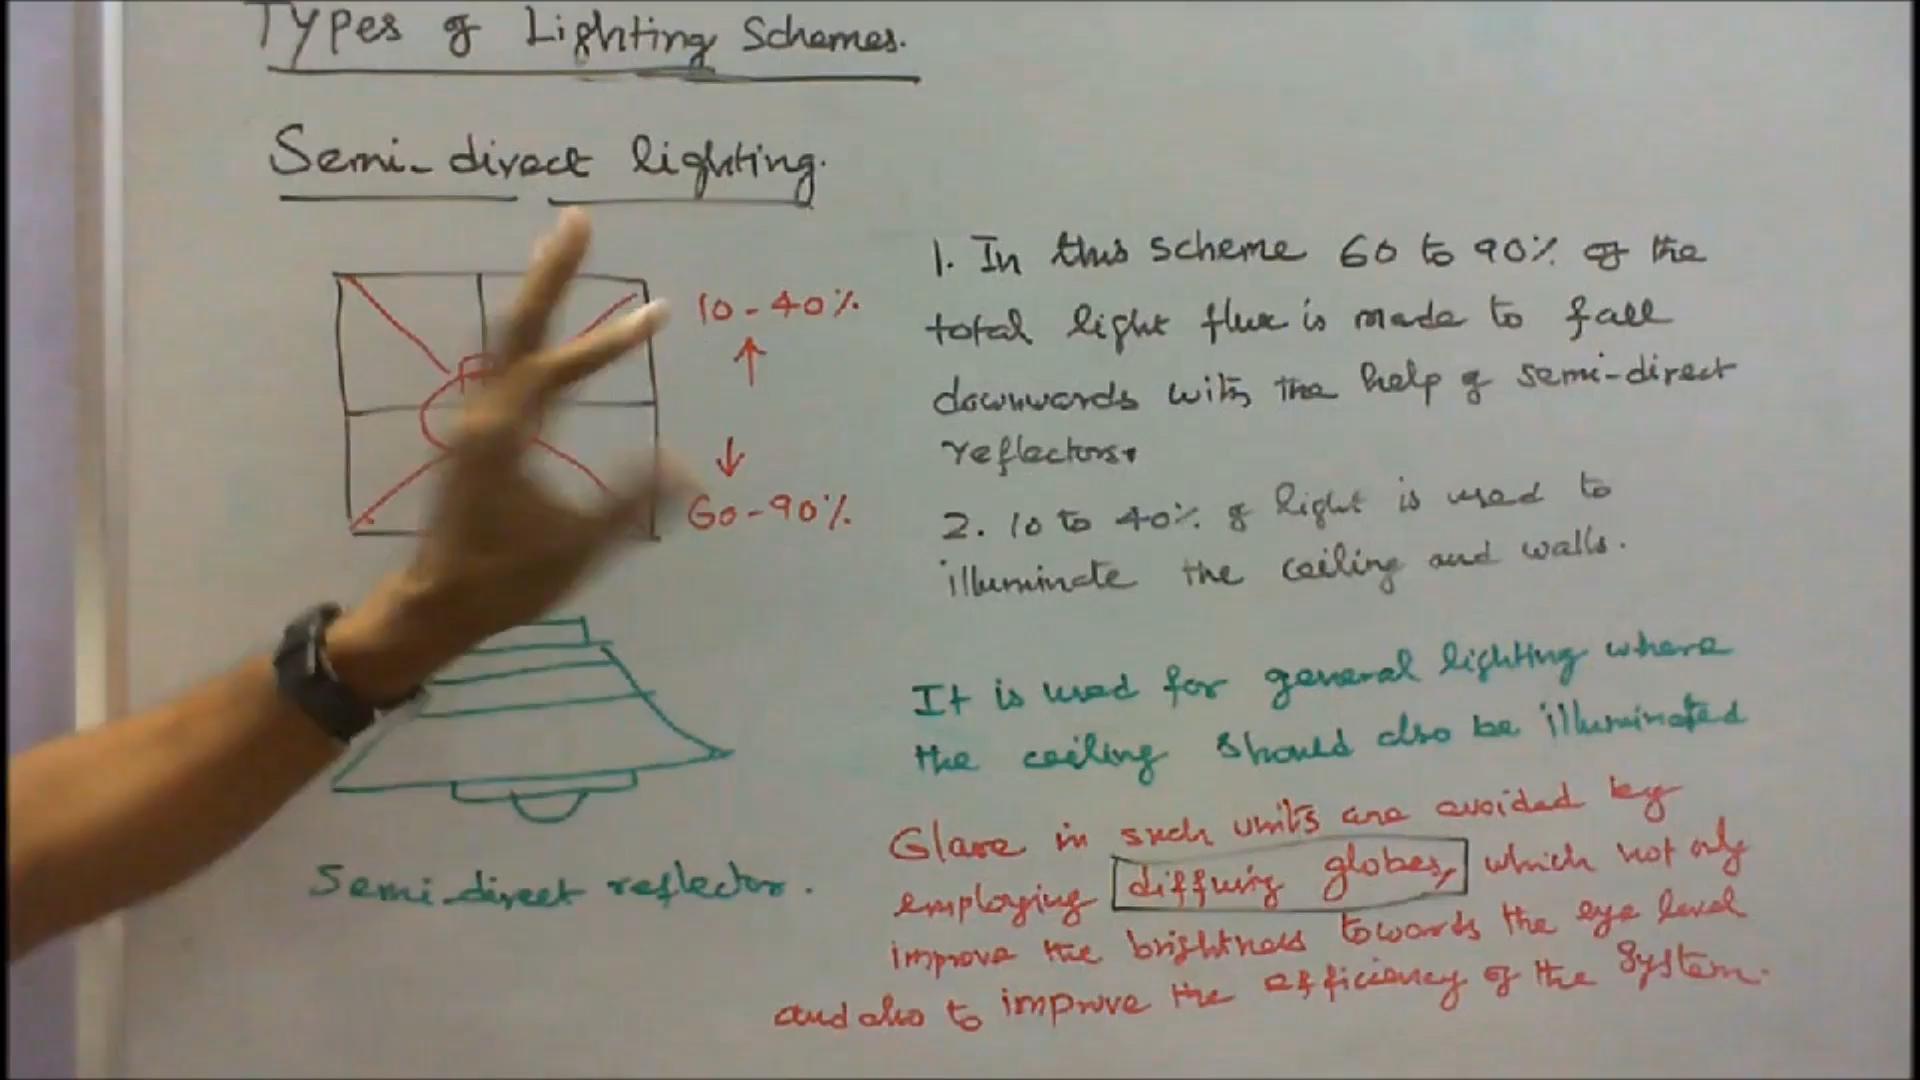 Types of Lighting Schemes.
Semi-direct lighting.
10-40%
60-90%
1. In this scheme 60 to 90% of the
total light flux is made to fall
downwards with the help of semi-direct
reflectors.
2. 10 to 40% of light is used to
illuminate the ceiling and walls.
It is used for general lighting where
the ceiling should also be illuminated
Glare in such units are avoided by
employing diffusing globes, which not only
improve the brightness towards the eye level
and also to improve the efficiency of the system.
Semi-direct reflector.